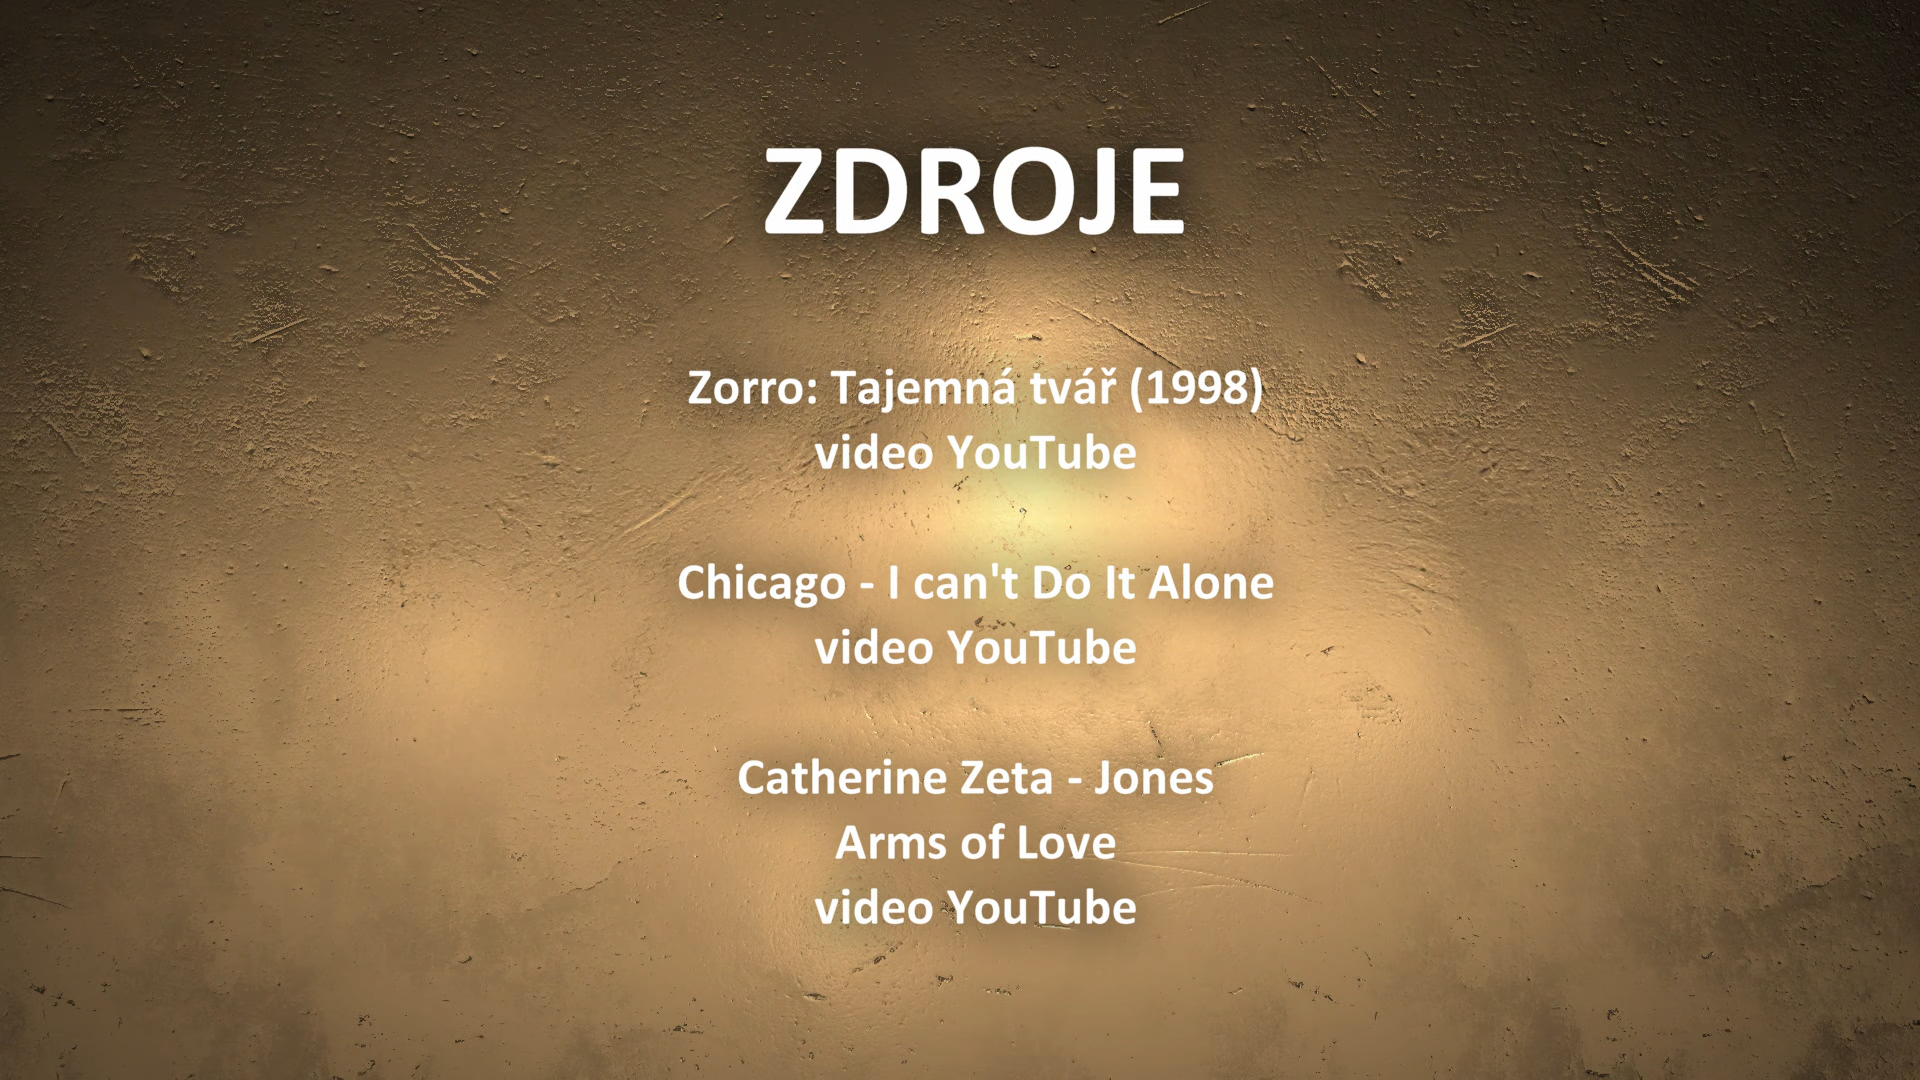 ZDROJE
Zorro: Tajemná tvář (1998)
video YouTube
Chicago - I can't Do It Alone
video YouTube
Catherine Zeta - Jones
Arms of Love
video YouTube